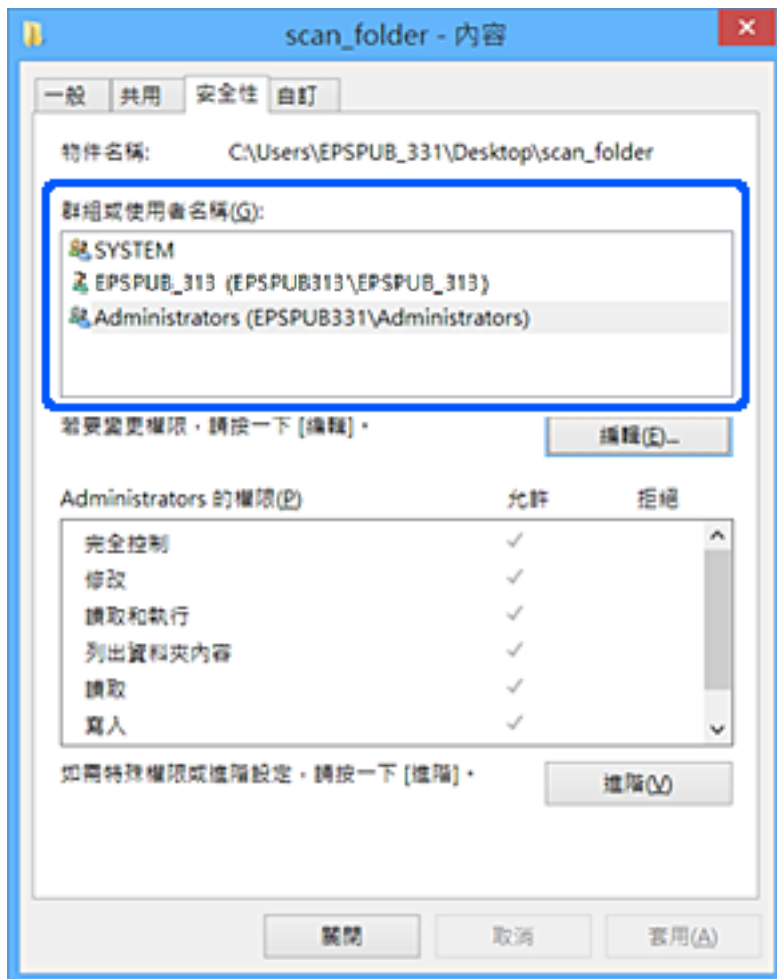 scan_folder - 內容
一般 共用 安全性 自訂
物件名稱: C:\Users\EPSPUB_331\Desktop\scan_folder
群組或使用者名稱(G):
SYSTEM
EPSPUB_313 (EPSPUB313\EPSPUB_313)
Administrators (EPSPUB331\Administrators)
若要變更權限，請按一下 [編輯]。
編輯(E)...
Administrators 的權限(P) 允許 拒絕
完全控制
修改
讀取和執行
列出資料夾內容
讀取
寫入
如需特殊權限或進階設定，請按一下 [進階]。
進階(V)
關閉 取消 套用(A)